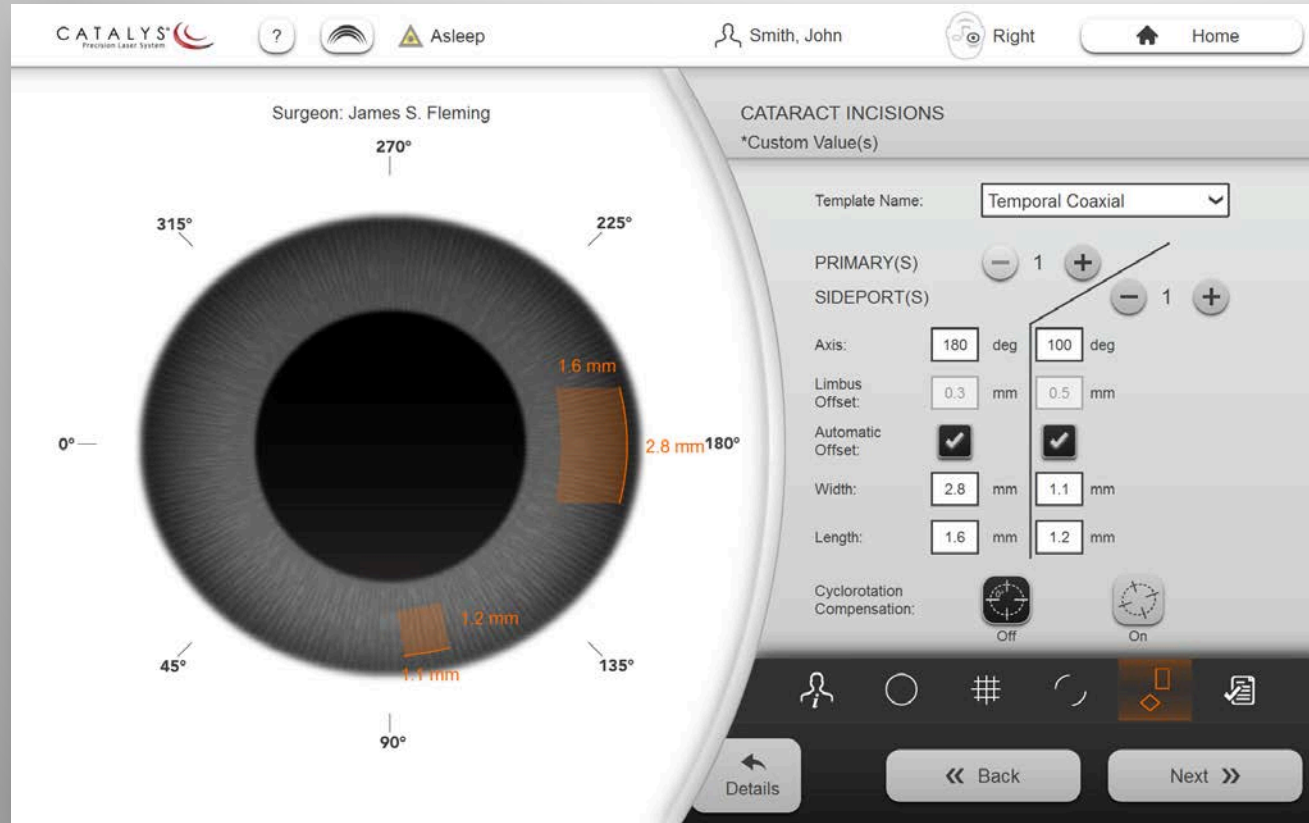 CATALYS®
Precision Laser System
?
Asleep
Smith, John
Right
Home
Surgeon: James S. Fleming
270°
315°
225°
0°
180°
45°
135°
90°
1.6 mm
2.8 mm
1.2 mm
1.1 mm
CATARACT INCISIONS
*Custom Value(s)
Template Name: Temporal Coaxial
PRIMARY(S) − 1 +
SIDEPORT(S) − 1 +
Axis: 180 deg 100 deg
Limbus
Offset: 0.3 mm 0.5 mm
Automatic
Offset:
Width: 2.8 mm 1.1 mm
Length: 1.6 mm 1.2 mm
Cyclorotation
Compensation:
Off On
i
Details
Back
Next